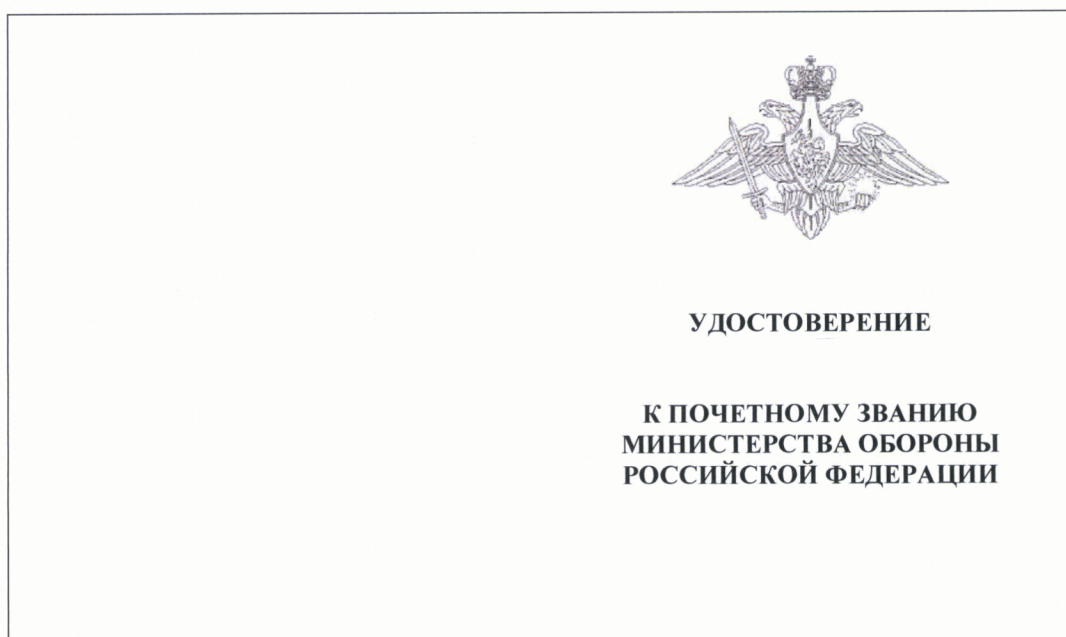 УДОСТОВЕРЕНИЕ
К ПОЧЕТНОМУ ЗВАНИЮ
МИНИСТЕРСТВА ОБОРОНЫ
РОССИЙСКОЙ ФЕДЕРАЦИИ